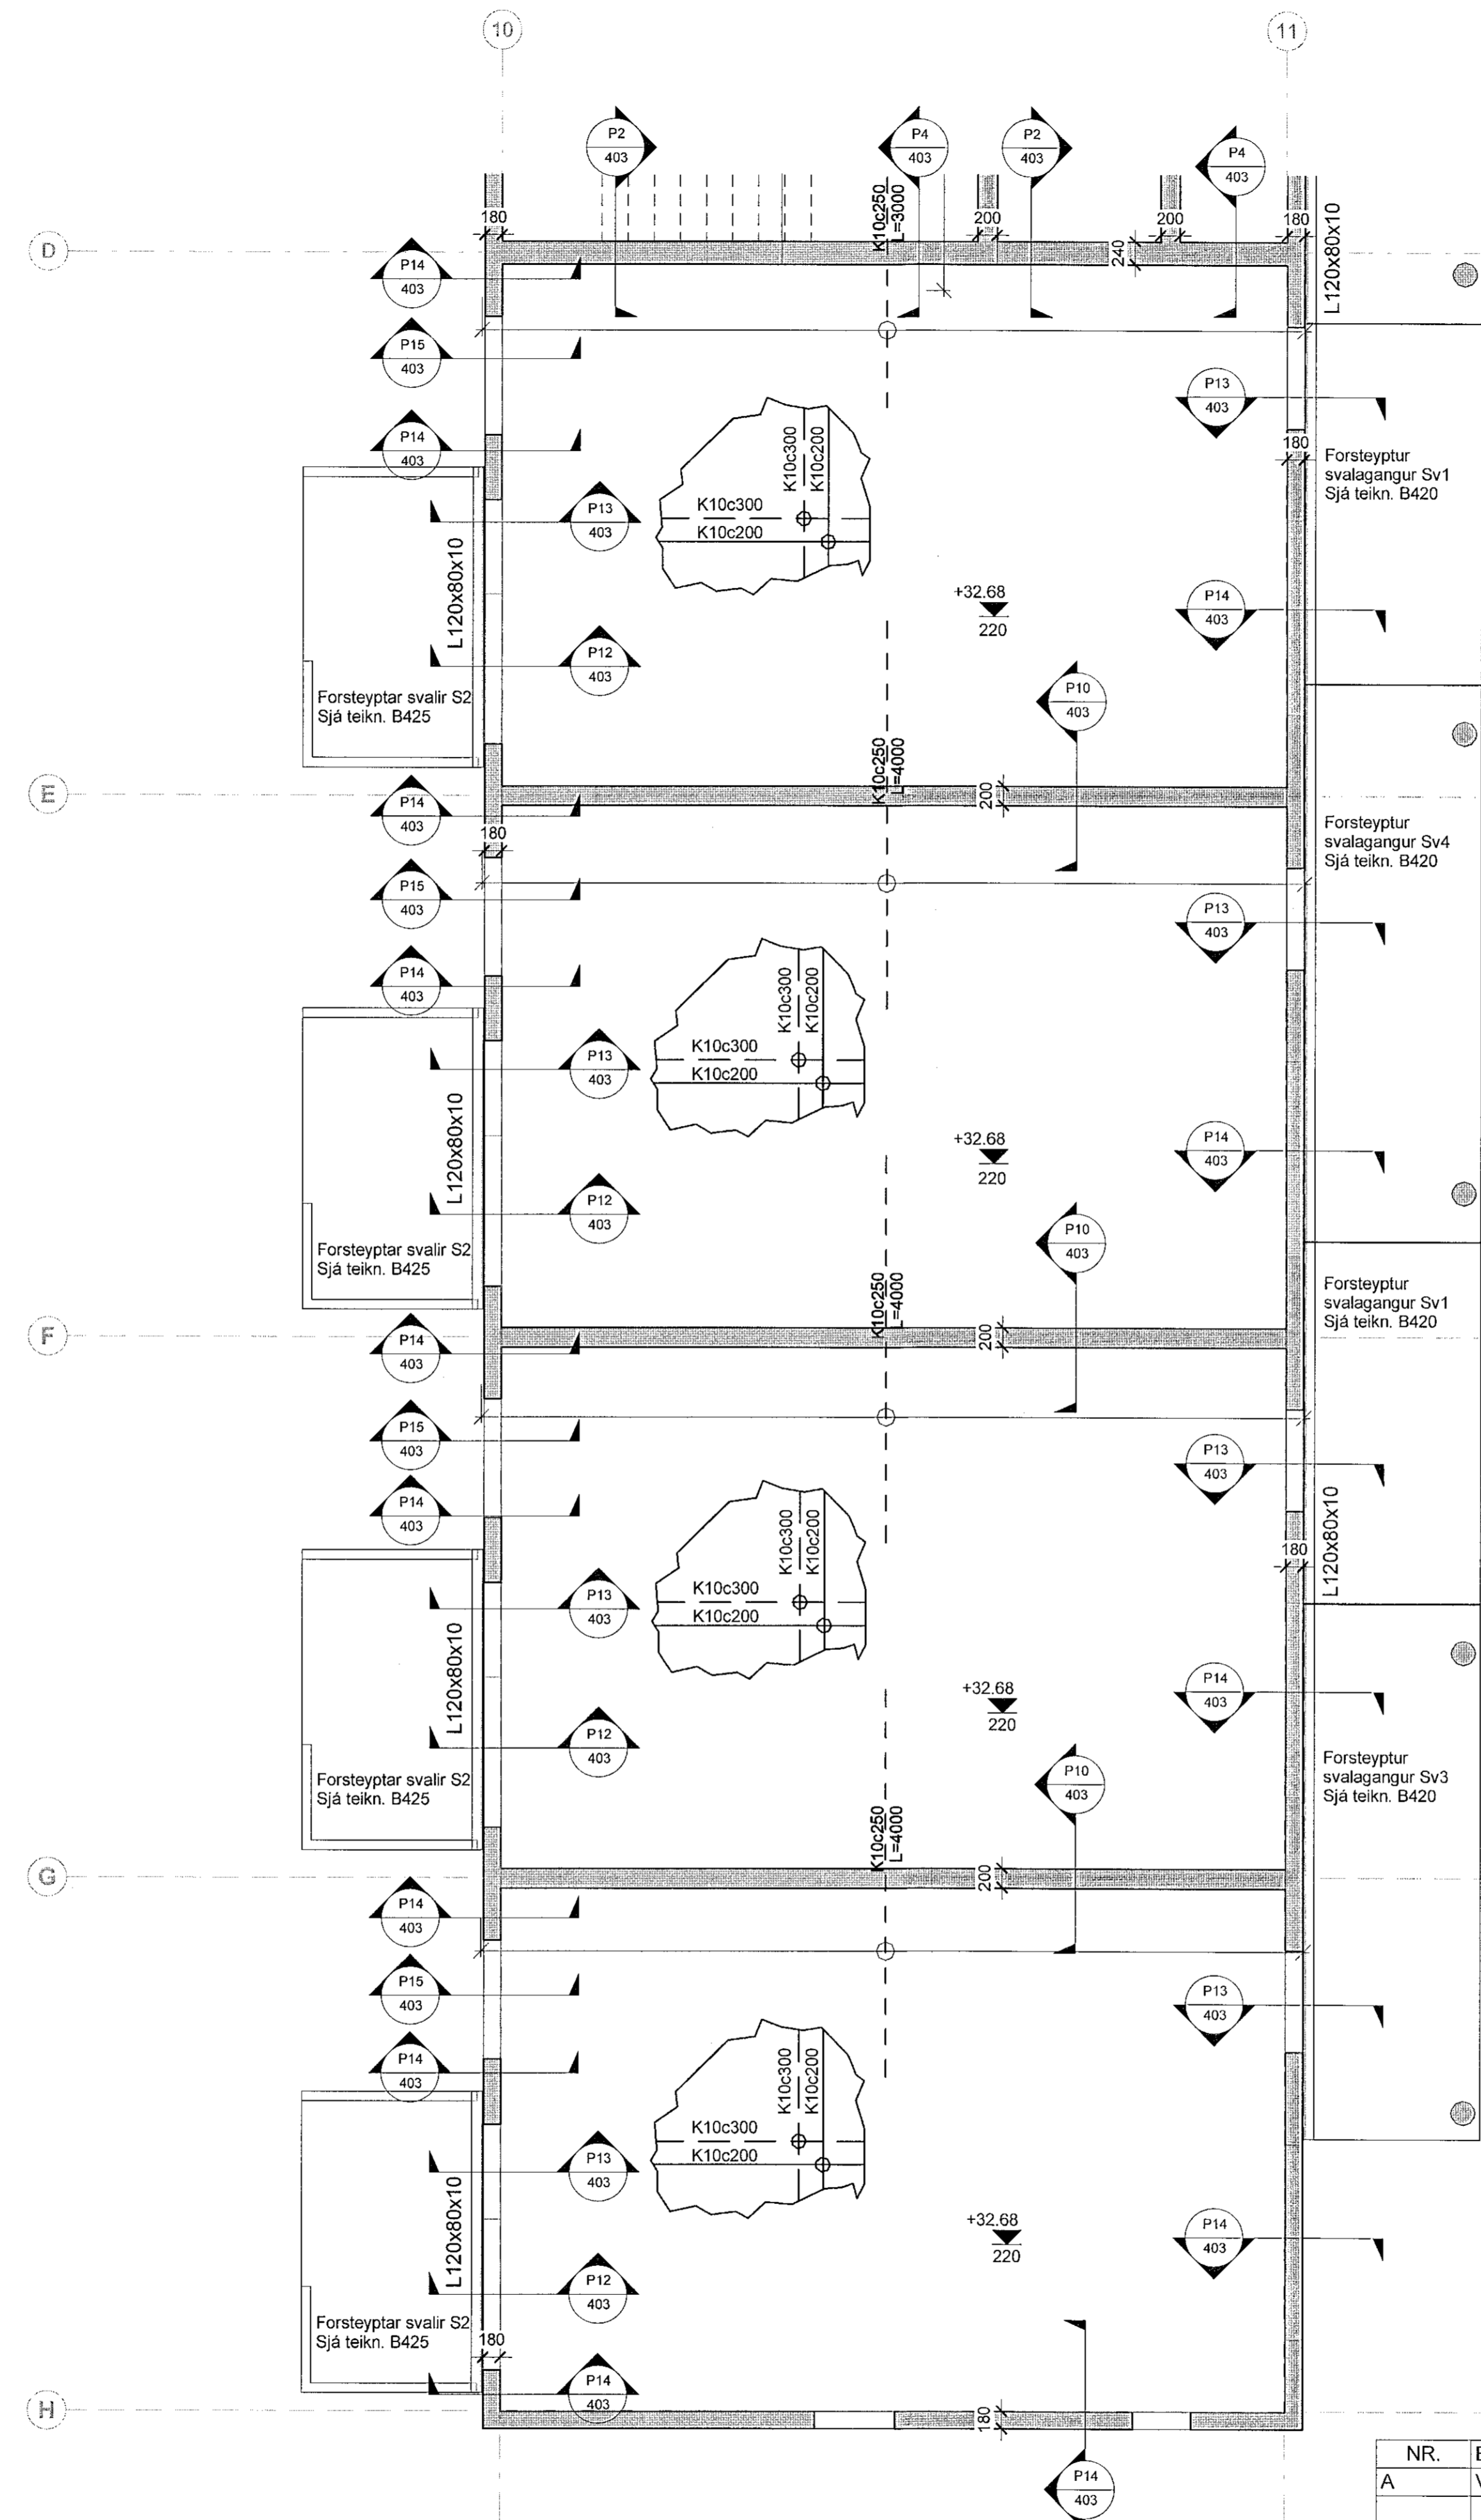 10
11
P2
403
P4
403
P2
403
P4
403
K10c250
L=3000
180
200
200
180
D
240
L120x80x10
P14
403
P15
403
P13
403
P14
403
180
K10c300
K10c200
Forsteyptur
svalagangur Sv1
Sjá teikn. B420
K10c300
K10c200
P13
403
L120x80x10
+32.68
220
P14
403
P12
403
Forsteyptar svalir S2
Sjá teikn. B425
P10
403
K10c250
L=4000
E
P14
403
200
180
Forsteyptur
svalagangur Sv4
Sjá teikn. B420
P15
403
P13
403
P14
403
K10c300
K10c200
K10c300
K10c200
P13
403
L120x80x10
+32.68
220
P14
403
P12
403
Forsteyptar svalir S2
Sjá teikn. B425
P10
403
K10c250
L=4000
Forsteyptur
svalagangur Sv1
Sjá teikn. B420
F
P14
403
200
P15
403
P13
403
P14
403
K10c300
K10c200
180
L120x80x10
K10c300
K10c200
P13
403
L120x80x10
+32.68
220
P14
403
P12
403
Forsteyptar svalir S2
Sjá teikn. B425
P10
403
Forsteyptur
svalagangur Sv3
Sjá teikn. B420
K10c250
L=4000
G
200
P14
403
P15
403
P13
403
P14
403
K10c300
K10c200
K10c300
K10c200
P13
403
L120x80x10
+32.68
220
P14
403
P12
403
Forsteyptar svalir S2
Sjá teikn. B425
180
P14
403
H
180
P14
403
NR.
A